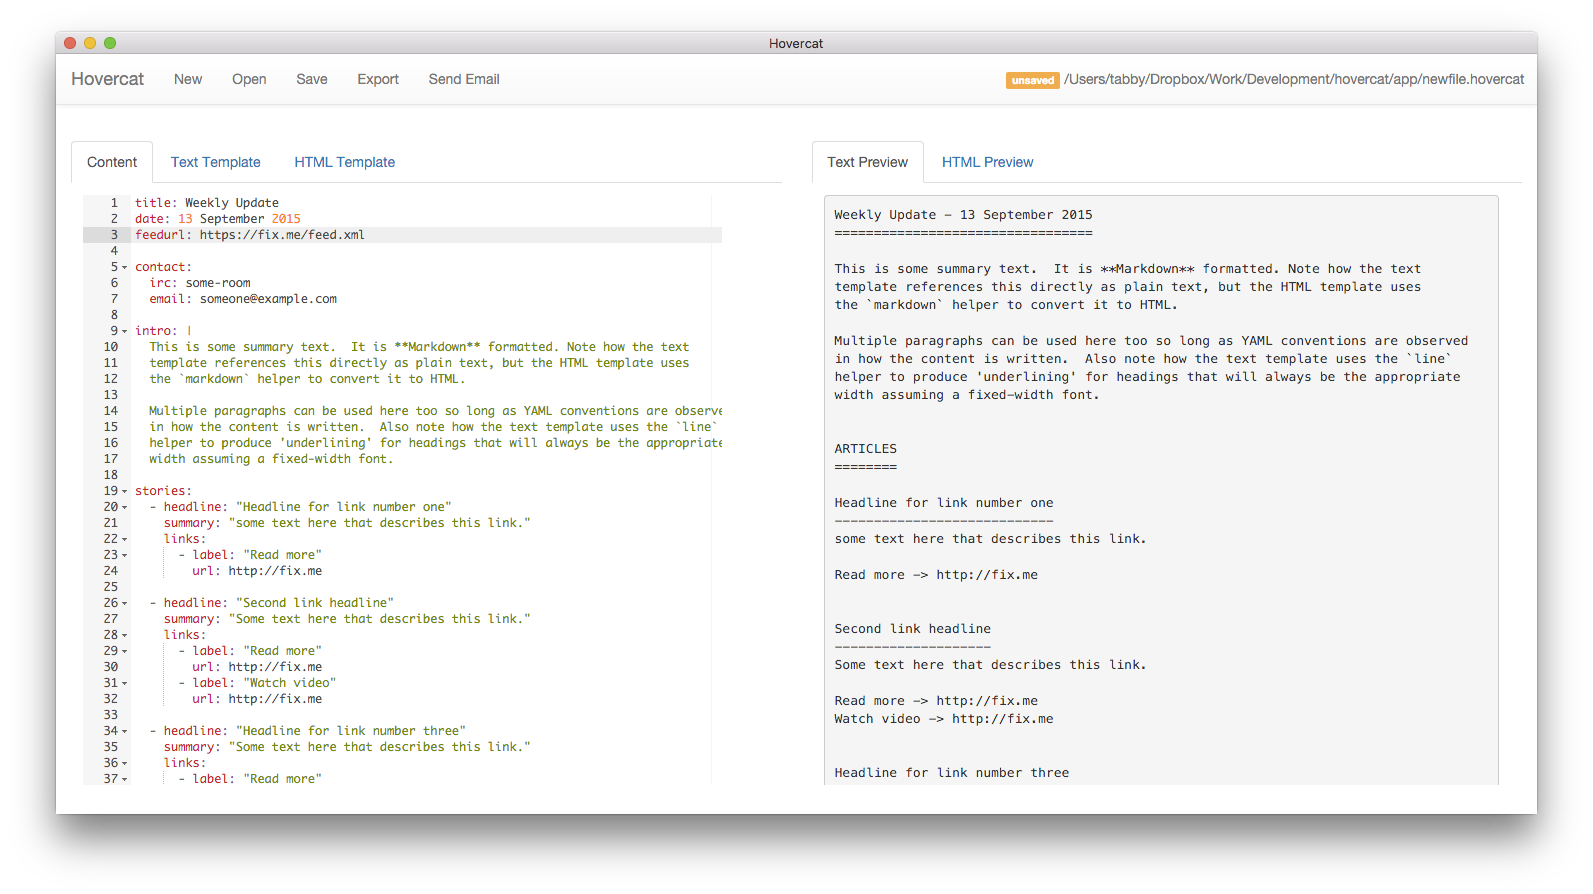 Hovercat
Hovercat New Open Save Export Send Email unsaved /Users/tabby/Dropbox/Work/Development/hovercat/app/newfile.hovercat
Content Text Template HTML Template
1 title: Weekly Update
2 date: 13 September 2015
3 feedurl: https://fix.me/feed.xml
4
5 contact:
6 irc: some-room
7 email: someone@example.com
8
9 intro: |
10 This is some summary text.  It is **Markdown** formatted. Note how the text
11 template references this directly as plain text, but the HTML template uses
12 the `markdown` helper to convert it to HTML.
13
14 Multiple paragraphs can be used here too so long as YAML conventions are observe
15 in how the content is written.  Also note how the text template uses the `line`
16 helper to produce 'underlining' for headings that will always be the appropriate
17 width assuming a fixed-width font.
18
19 stories:
20 - headline: "Headline for link number one"
21 summary: "some text here that describes this link."
22 links:
23 - label: "Read more"
24 url: http://fix.me
25
26 - headline: "Second link headline"
27 summary: "Some text here that describes this link."
28 links:
29 - label: "Read more"
30 url: http://fix.me
31 - label: "Watch video"
32 url: http://fix.me
33
34 - headline: "Headline for link number three"
35 summary: "Some text here that describes this link."
36 links:
37 - label: "Read more"
Text Preview HTML Preview
Weekly Update - 13 September 2015
=================================
This is some summary text.  It is **Markdown** formatted. Note how the text
template references this directly as plain text, but the HTML template uses
the `markdown` helper to convert it to HTML.
Multiple paragraphs can be used here too so long as YAML conventions are observed
in how the content is written.  Also note how the text template uses the `line`
helper to produce 'underlining' for headings that will always be the appropriate
width assuming a fixed-width font.
ARTICLES
========
Headline for link number one
----------------------------
some text here that describes this link.
Read more -> http://fix.me
Second link headline
--------------------
Some text here that describes this link.
Read more -> http://fix.me
Watch video -> http://fix.me
Headline for link number three